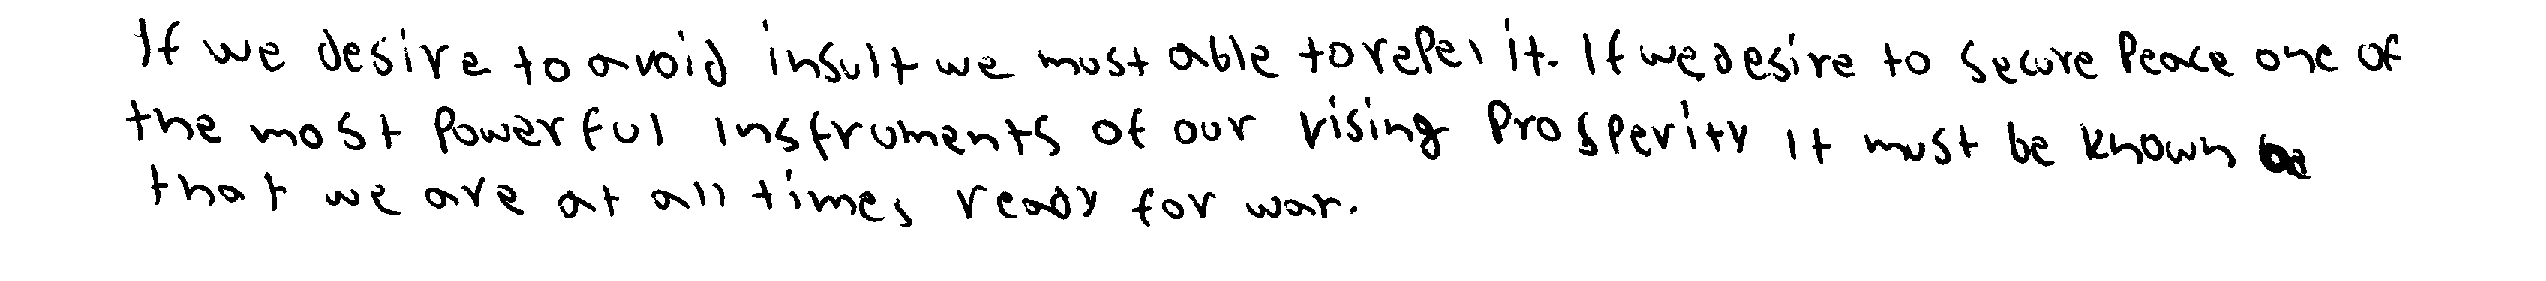 If we desire to avoid insult we must able to repel it. If we desire to secure Peace one of
the most Powerful instruments of our rising Prosperity it must be known
that we are at all times ready for war.